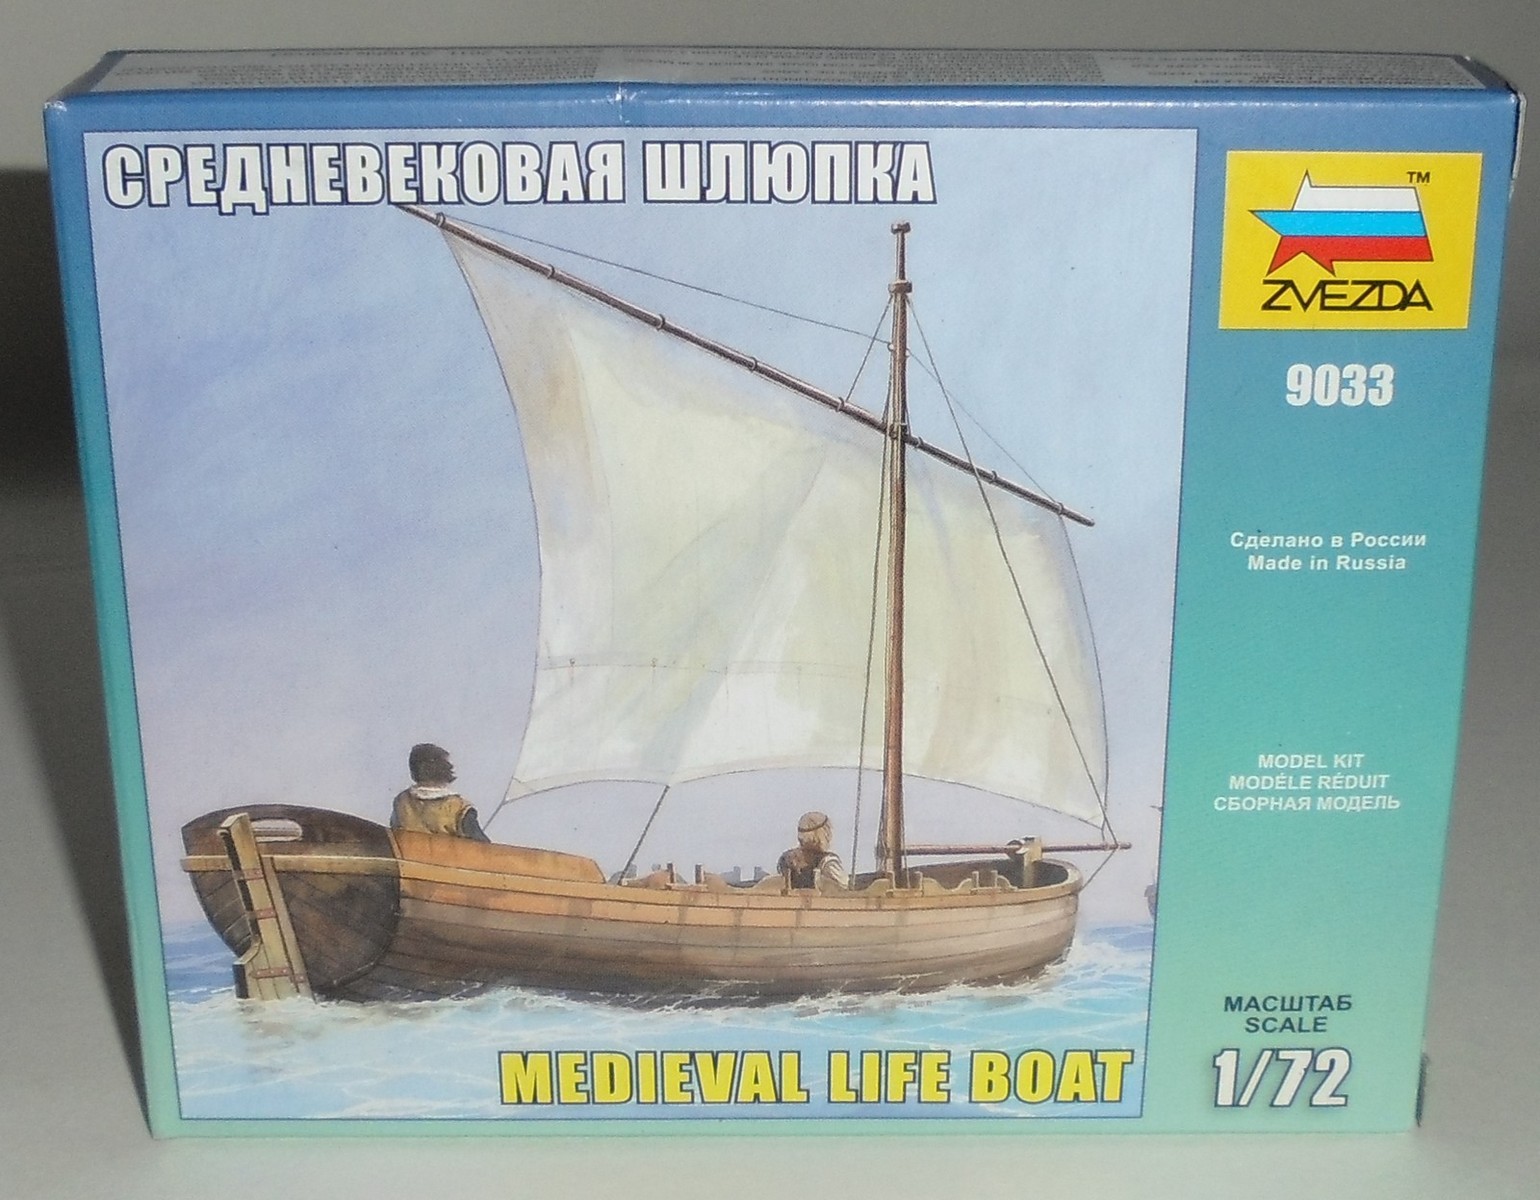 СРЕДНЕВЕКОВАЯ ШЛЮПКА
TM
ZVEZDA
9033
Сделано в России
Made in Russia
MODEL KIT
MODÉLE RÉDUIT
СБОРНАЯ МОДЕЛЬ
МАСШТАБ
SCALE
1/72
MEDIEVAL LIFE BOAT